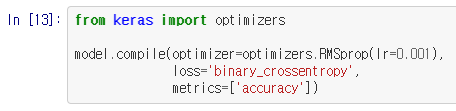 In [13]: from keras import optimizers
model.compile(optimizer=optimizers.RMSprop(lr=0.001),
loss='binary_crossentropy',
metrics=['accuracy'])